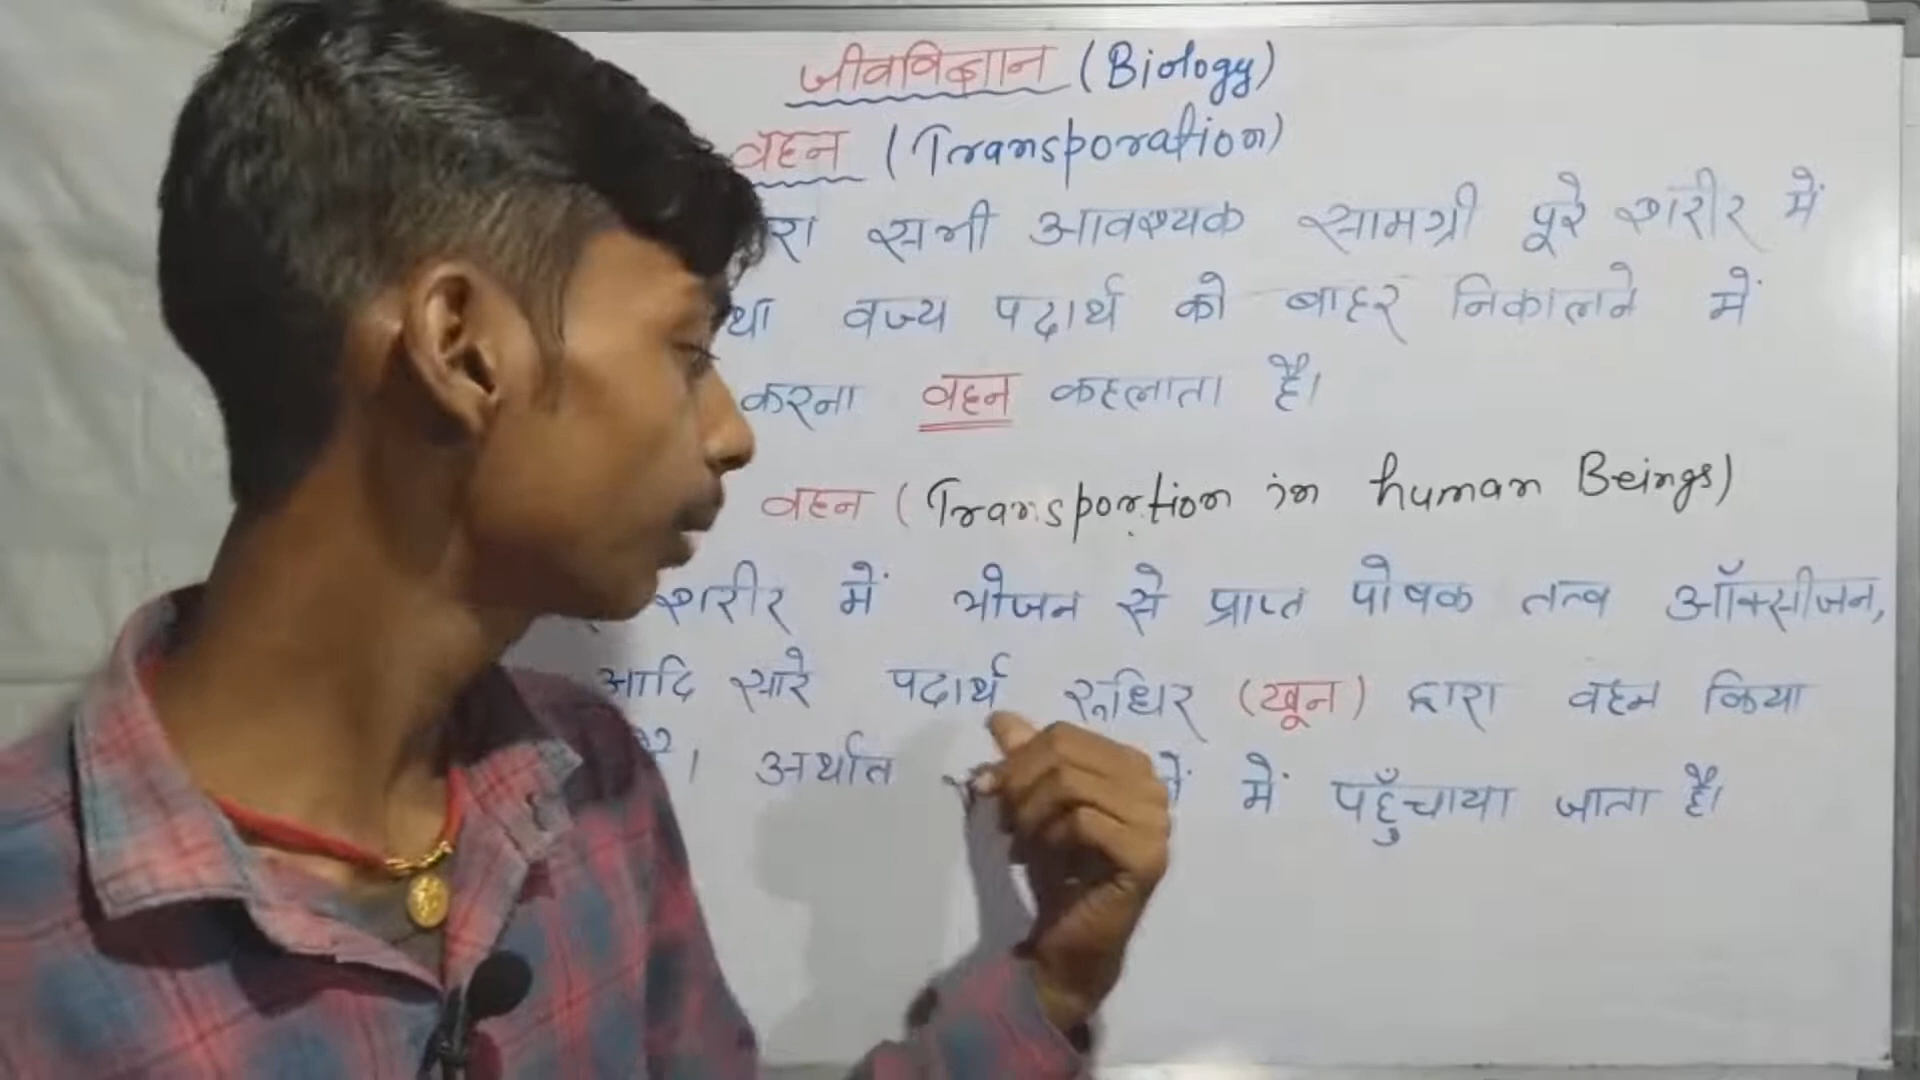 जीवविज्ञान (Biology)
वहन (Transporation)
सभी आवश्यक सामग्री पूरे शरीर में
वज्य पदार्थ को बाहर निकालने में
करना वहन कहलाता है।
वहन (Transportion in human Beings)
शरीर में भोजन से प्राप्त पोषक तत्व ऑक्सीजन,
आदि सारे पदार्थ रूधिर (खून) द्वारा वहन किया
। अर्थात में पहुँचाया जाता है।